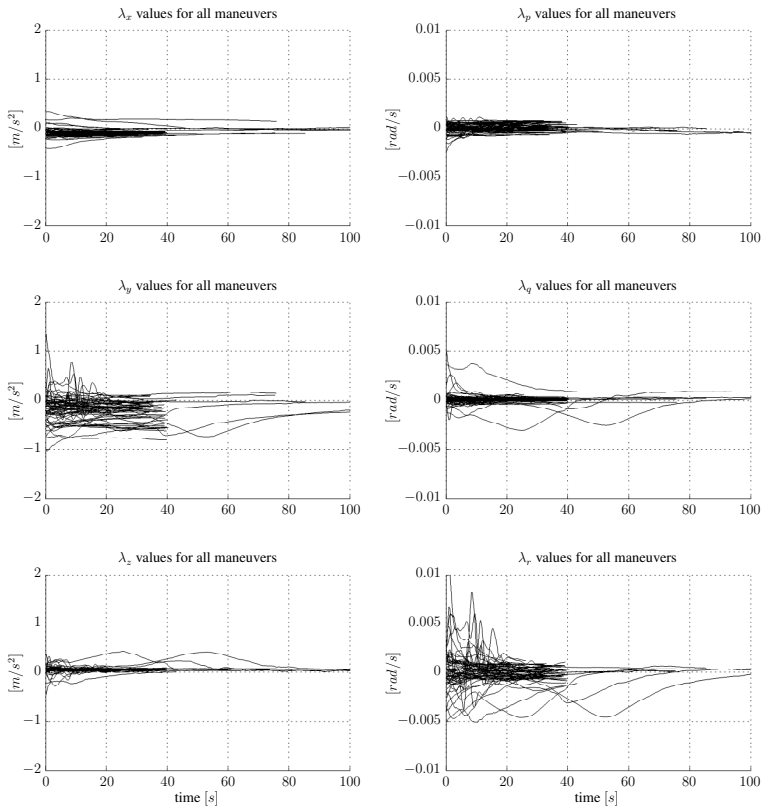 λx values for all maneuvers
2
1
0
−1
−2
[m/s²]
0 20 40 60 80 100
λp values for all maneuvers
0.01
0.005
0
−0.005
−0.01
[rad/s]
0 20 40 60 80 100
λy values for all maneuvers
2
1
0
−1
−2
[m/s²]
0 20 40 60 80 100
λq values for all maneuvers
0.01
0.005
0
−0.005
−0.01
[rad/s]
0 20 40 60 80 100
λz values for all maneuvers
2
1
0
−1
−2
[m/s²]
0 20 40 60 80 100
time [s]
λr values for all maneuvers
0.01
0.005
0
−0.005
−0.01
[rad/s]
0 20 40 60 80 100
time [s]